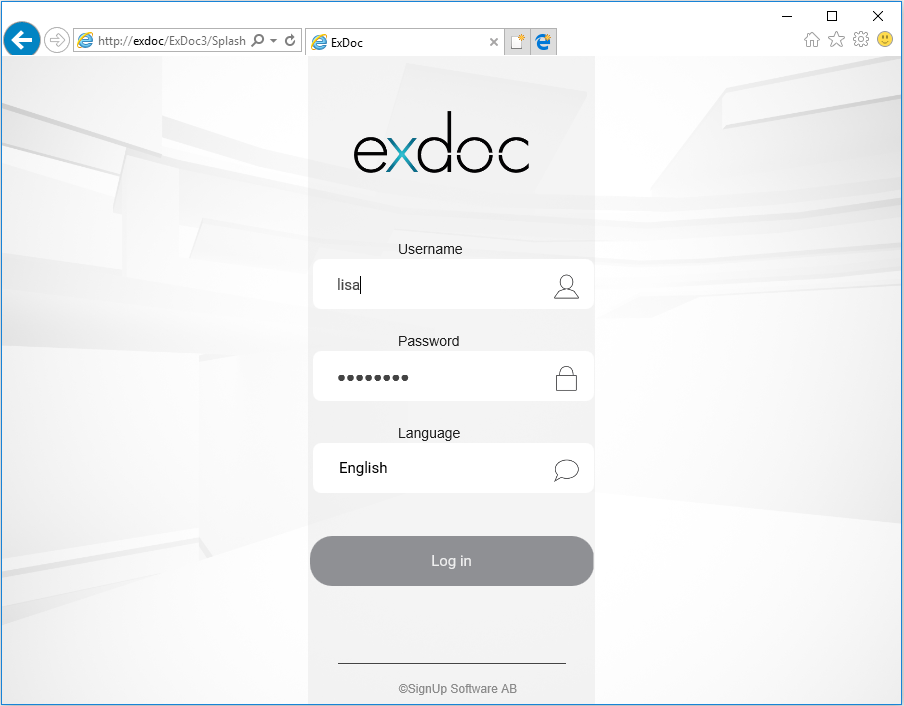 http://exdoc/ExDoc3/Splash
ExDoc
exdoc
Username
lisa
Password
Language
English
Log in
©SignUp Software AB